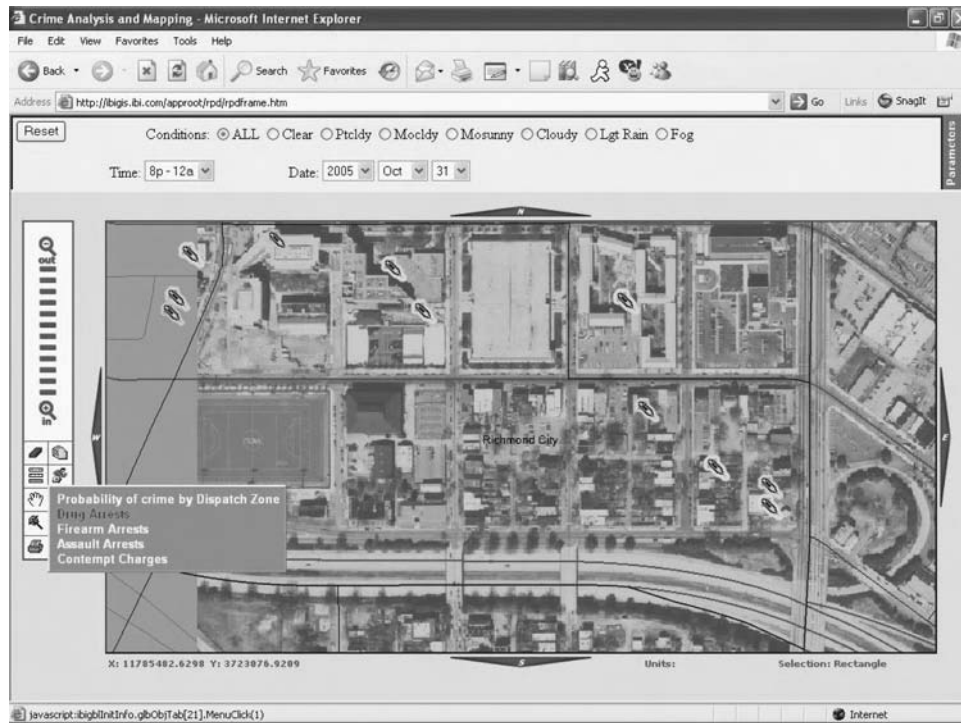 Crime Analysis and Mapping - Microsoft Internet Explorer
File Edit View Favorites Tools Help
Back Search Favorites
Address http://ibigis.ibi.com/approot/rpd/rpdframe.htm Go Links SnagIt
Reset Conditions: ALL Clear Ptcldy Mocldy Mosunny Cloudy Lgt Rain Fog
Parameters
Time: 8p - 12a Date: 2005 Oct 31
N
out
in
W
E
Richmond City
Probability of crime by Dispatch Zone
Drug Arrests
Firearm Arrests
Assault Arrests
Contempt Charges
S
X: 11785402.6298 Y: 3723076.9209 Units: Selection: Rectangle
javascript:ibigblInitInfo.glbObjTab[21].MenuClick(1) Internet